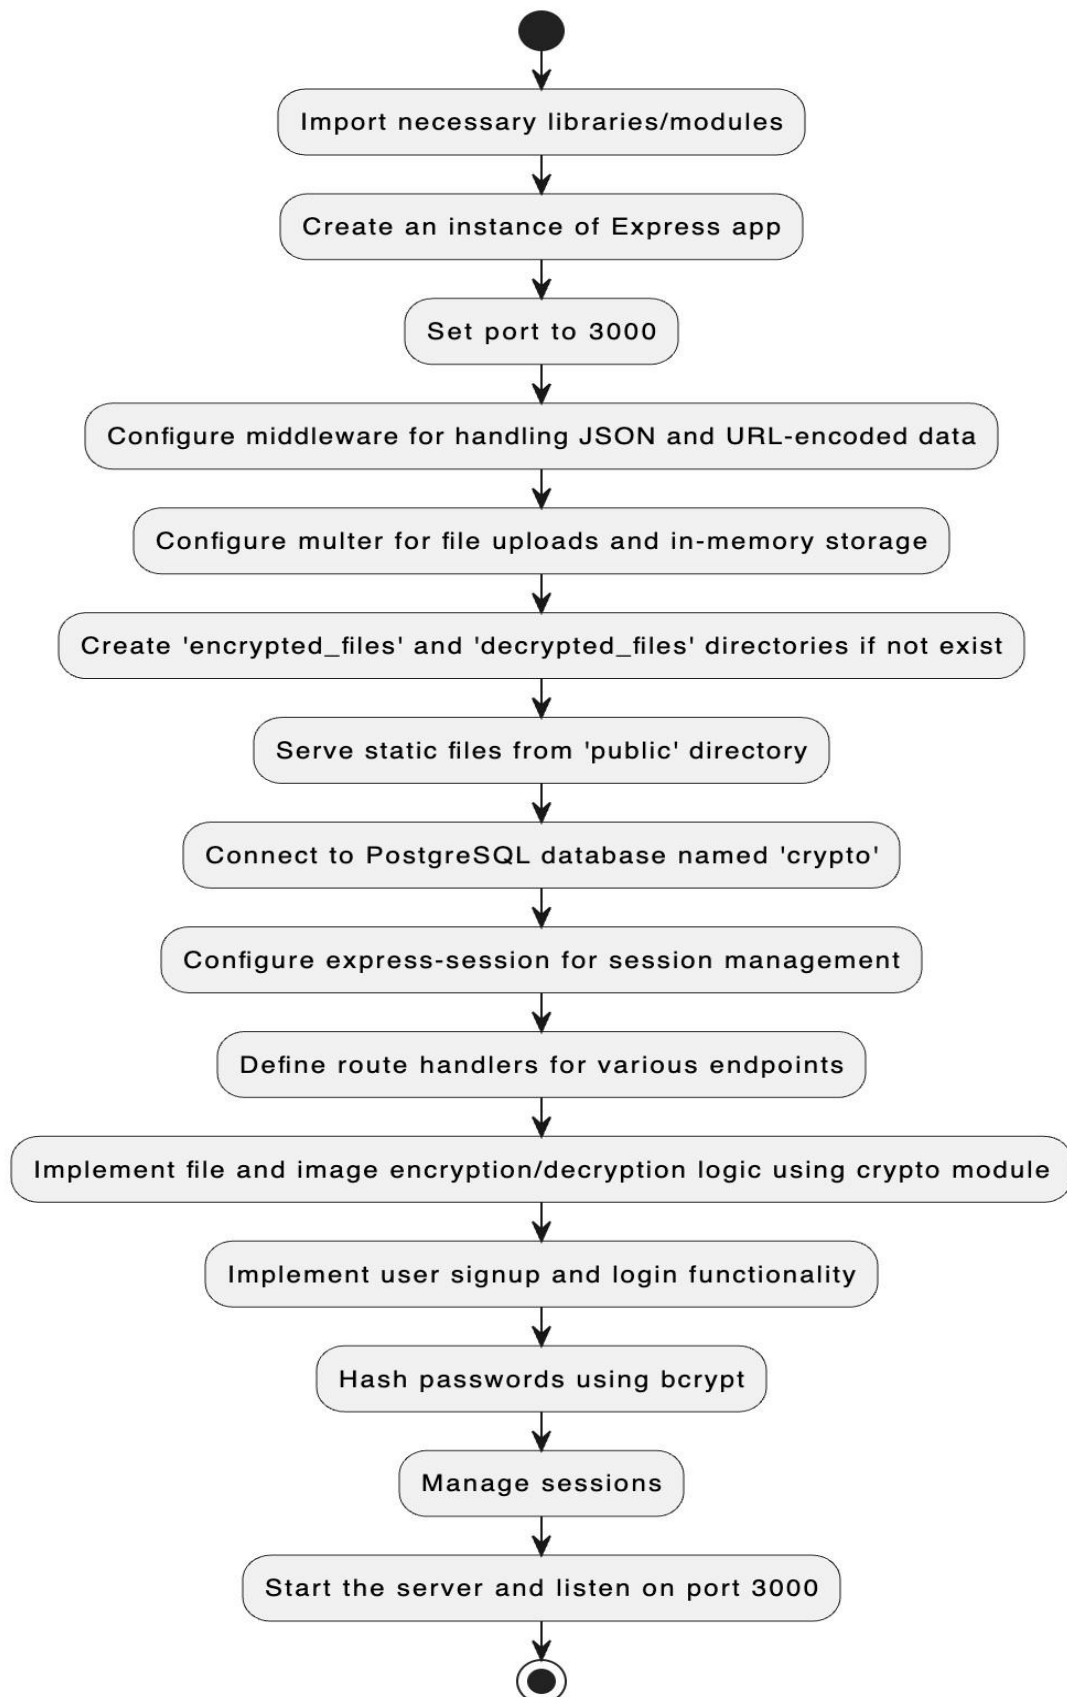 Import necessary libraries/modules
Create an instance of Express app
Set port to 3000
Configure middleware for handling JSON and URL-encoded data
Configure multer for file uploads and in-memory storage
Create 'encrypted_files' and 'decrypted_files' directories if not exist
Serve static files from 'public' directory
Connect to PostgreSQL database named 'crypto'
Configure express-session for session management
Define route handlers for various endpoints
Implement file and image encryption/decryption logic using crypto module
Implement user signup and login functionality
Hash passwords using bcrypt
Manage sessions
Start the server and listen on port 3000